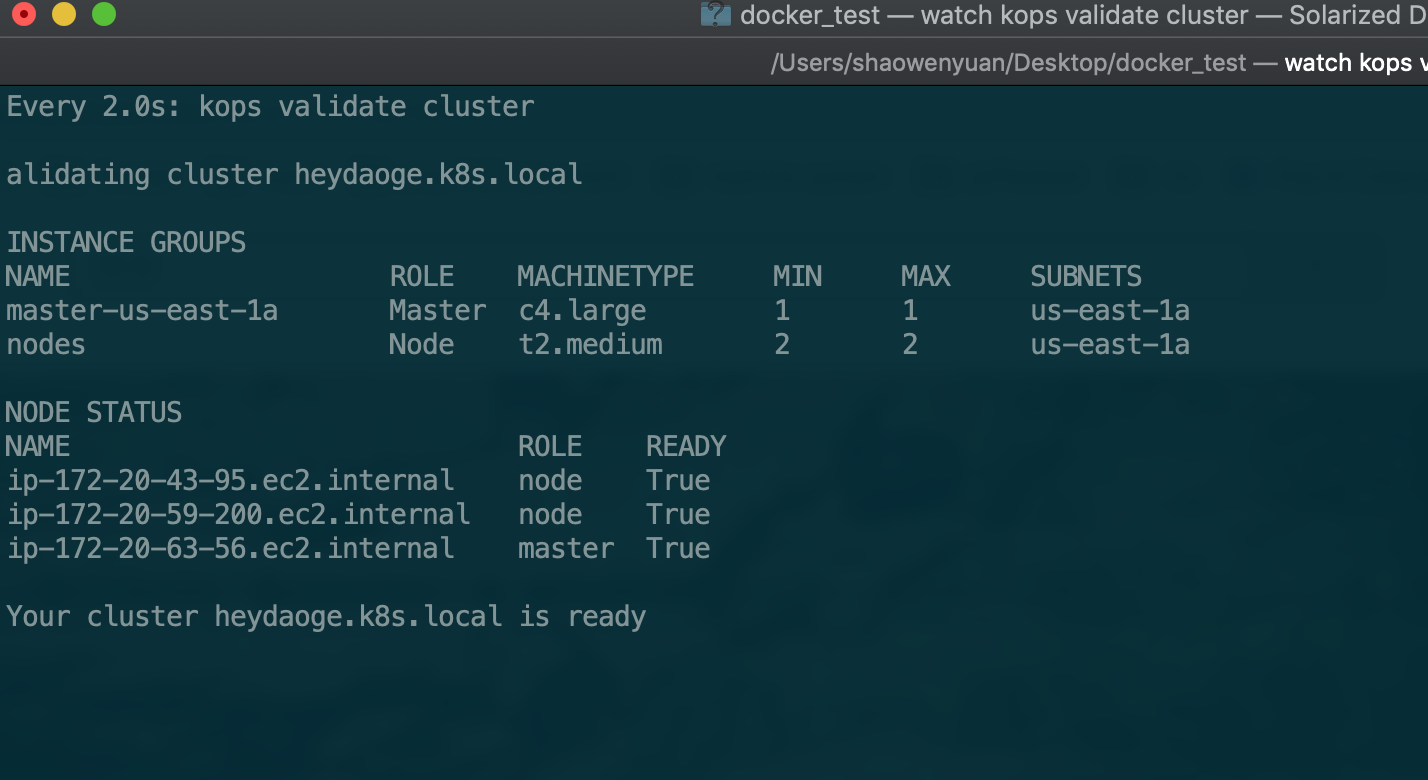 docker_test — watch kops validate cluster — Solarized D
/Users/shaowenyuan/Desktop/docker_test — watch kops v
Every 2.0s: kops validate cluster
alidating cluster heydaoge.k8s.local
INSTANCE GROUPS
NAME ROLE MACHINETYPE MIN MAX SUBNETS
master-us-east-1a Master c4.large 1 1 us-east-1a
nodes Node t2.medium 2 2 us-east-1a
NODE STATUS
NAME ROLE READY
ip-172-20-43-95.ec2.internal node True
ip-172-20-59-200.ec2.internal node True
ip-172-20-63-56.ec2.internal master True
Your cluster heydaoge.k8s.local is ready